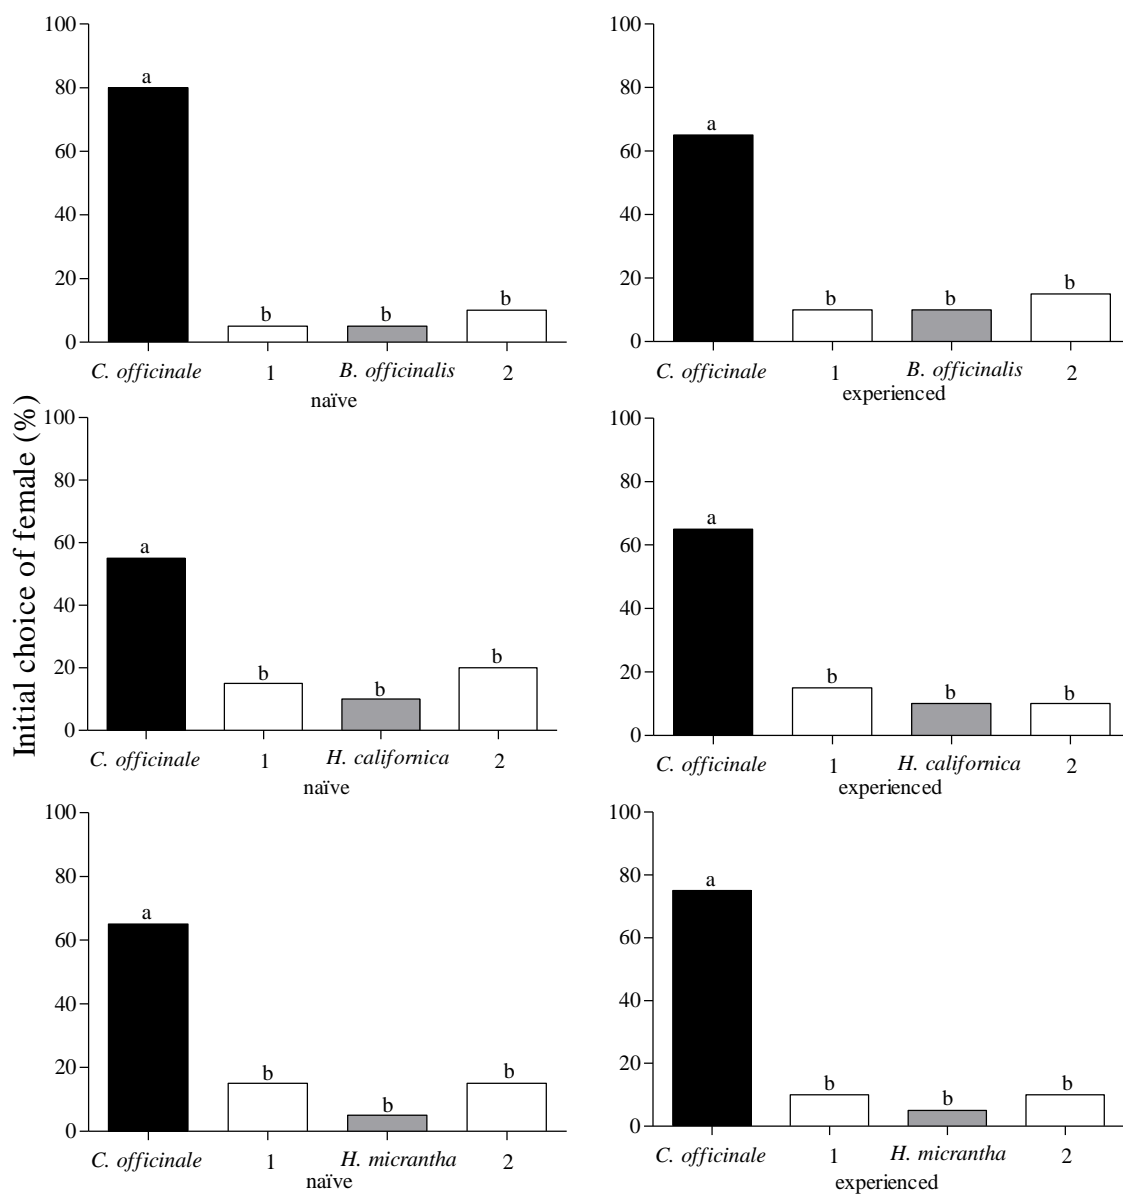 Initial choice of female (%)
100
80
60
40
20
0
a
b
b
b
C. officinale 1 B. officinalis 2
naïve
100
80
60
40
20
0
a
b
b
b
C. officinale 1 B. officinalis 2
experienced
100
80
60
40
20
0
a
b
b
b
C. officinale 1 H. californica 2
naïve
100
80
60
40
20
0
a
b
b
b
C. officinale 1 H. californica 2
experienced
100
80
60
40
20
0
a
b
b
b
C. officinale 1 H. micrantha 2
naïve
100
80
60
40
20
0
a
b
b
b
C. officinale 1 H. micrantha 2
experienced